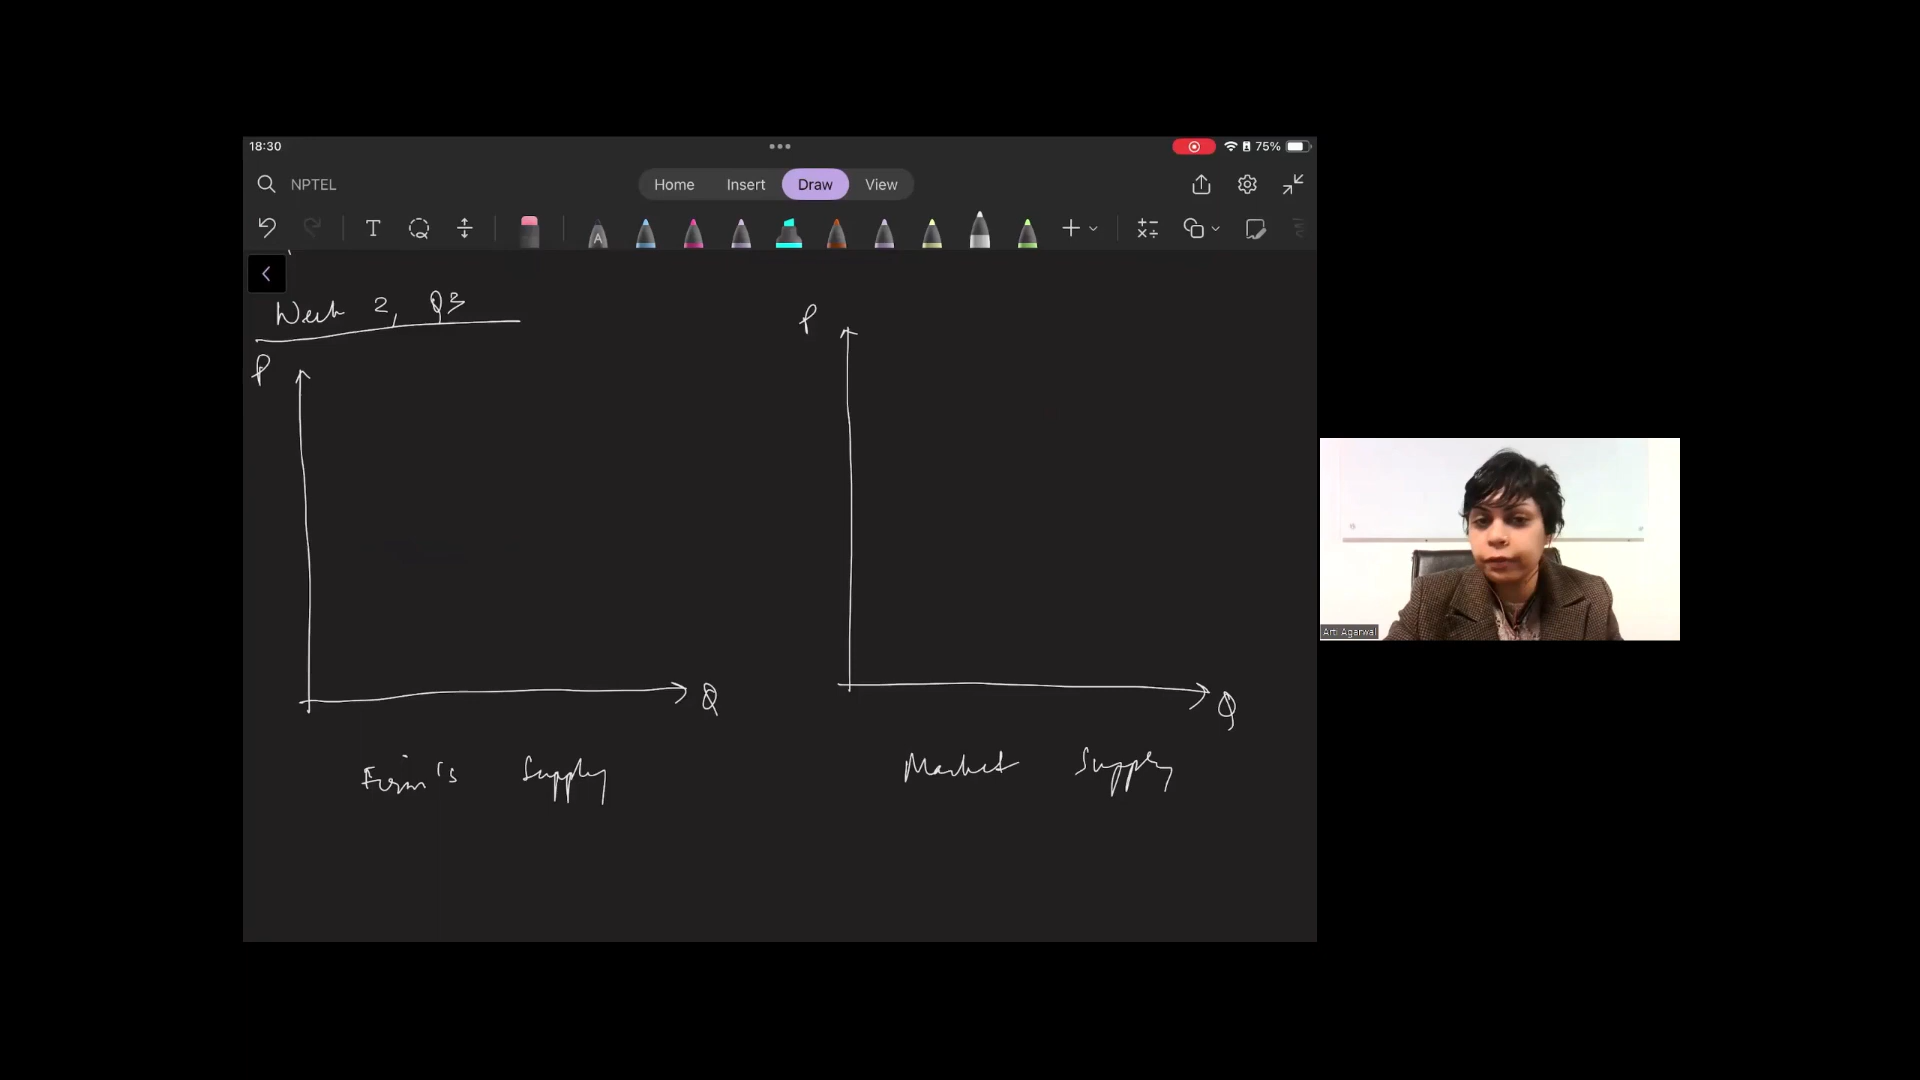 18:30
75%
NPTEL
Home Insert Draw View
T
A
Week 2, Q3
P
P
Q
Q
Firm's Supply
Market Supply
Arti Agarwal